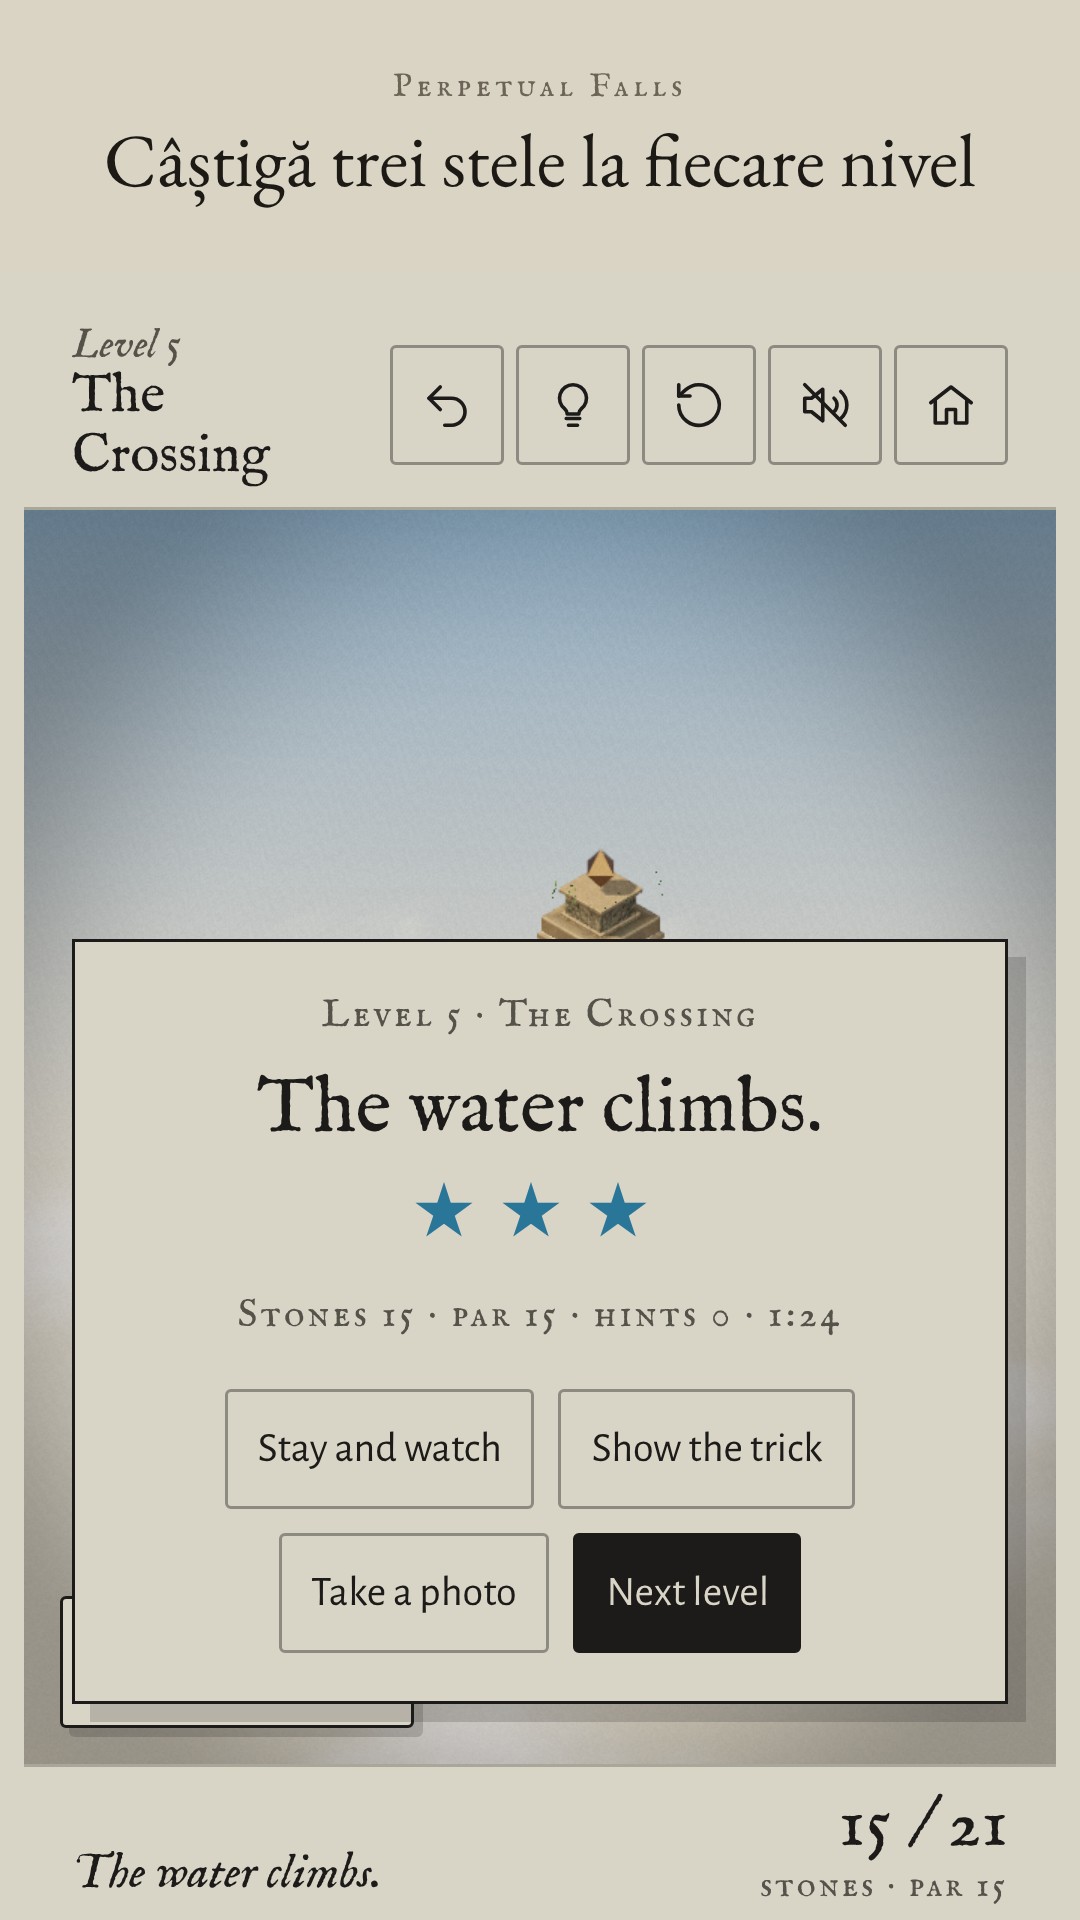 Perpetual Falls
Câștigă trei stele la fiecare nivel
Level 5
The
Crossing
Level 5 · The Crossing
The water climbs.
★ ★ ★
Stones 15 · par 15 · hints 0 · 1:24
Stay and watch
Show the trick
Take a photo
Next level
The water climbs.
15 / 21
stones · par 15